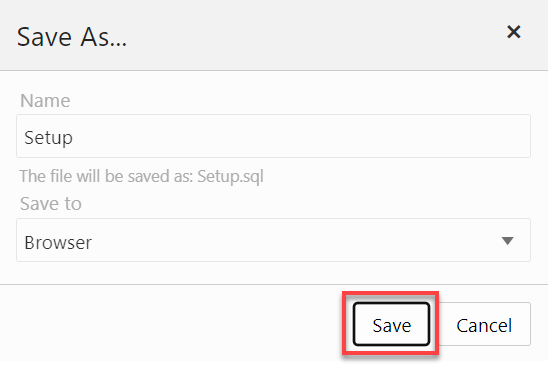 Save As...
Name
Setup
The file will be saved as: Setup.sql
Save to
Browser
Save Cancel